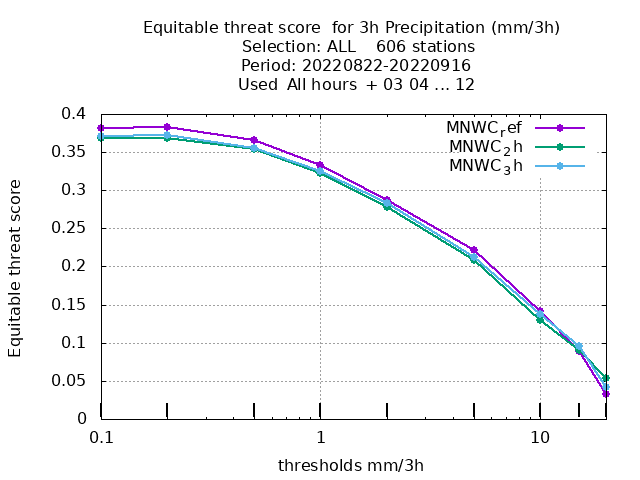 Equitable threat score  for 3h Precipitation (mm/3h)
Selection: ALL    606 stations
Period: 20220822-20220916
Used  All hours  + 03 04 ... 12
MNWC_ref
MNWC_2h
MNWC_3h
Equitable threat score
0.4
0.35
0.3
0.25
0.2
0.15
0.1
0.05
0
0.1 1 10
thresholds mm/3h